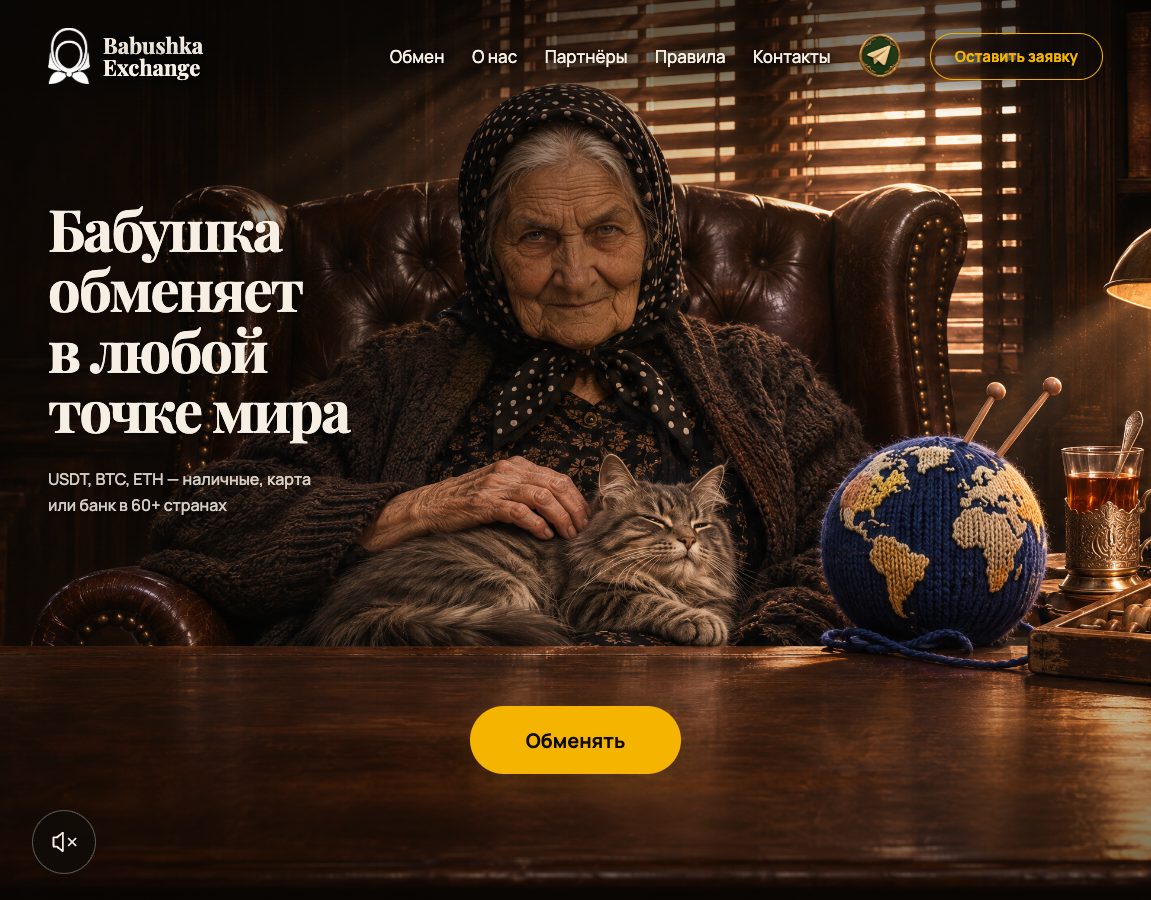 Babushka
Exchange
Обмен
О нас
Партнёры
Правила
Контакты
Оставить заявку
Бабушка
обменяет
в любой
точке мира
USDT, BTC, ETH — наличные, карта
или банк в 60+ странах
Обменять